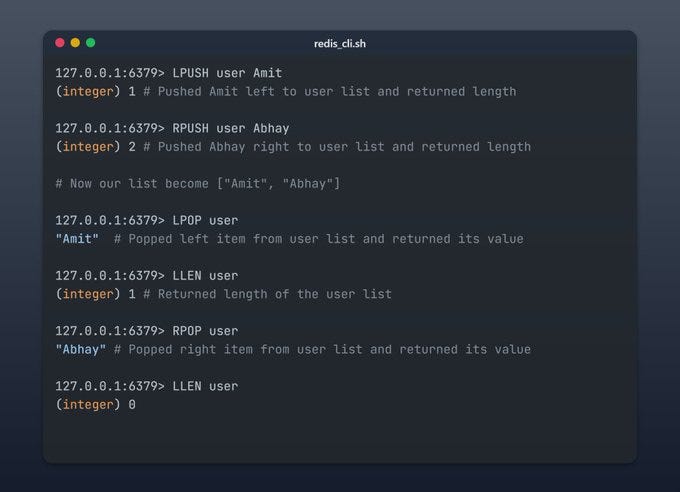 redis_cli.sh
127.0.0.1:6379> LPUSH user Amit
(integer) 1 # Pushed Amit left to user list and returned length
127.0.0.1:6379> RPUSH user Abhay
(integer) 2 # Pushed Abhay right to user list and returned length
# Now our list become ["Amit", "Abhay"]
127.0.0.1:6379> LPOP user
"Amit"  # Popped left item from user list and returned its value
127.0.0.1:6379> LLEN user
(integer) 1 # Returned length of the user list
127.0.0.1:6379> RPOP user
"Abhay" # Popped right item from user list and returned its value
127.0.0.1:6379> LLEN user
(integer) 0